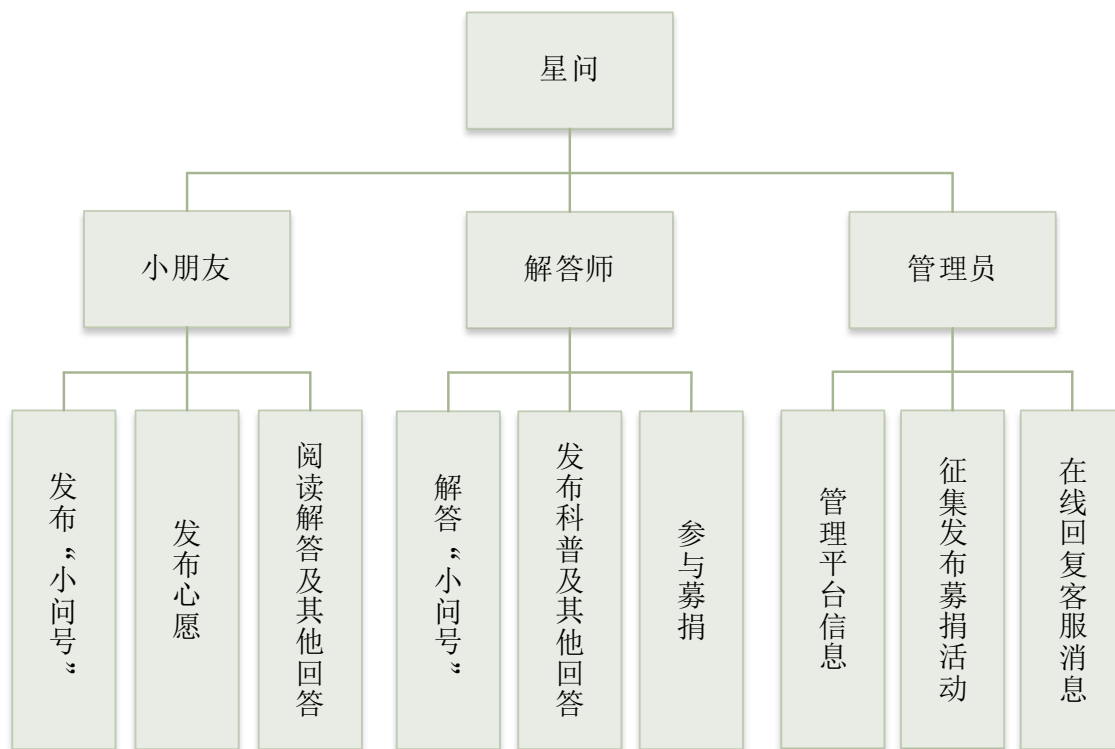 星问
小朋友
解答师
管理员
发布“小问号”
发布心愿
阅读解答及其他回答
解答“小问号”
发布科普及其他回答
参与募捐
管理平台信息
征集发布募捐活动
在线回复客服消息